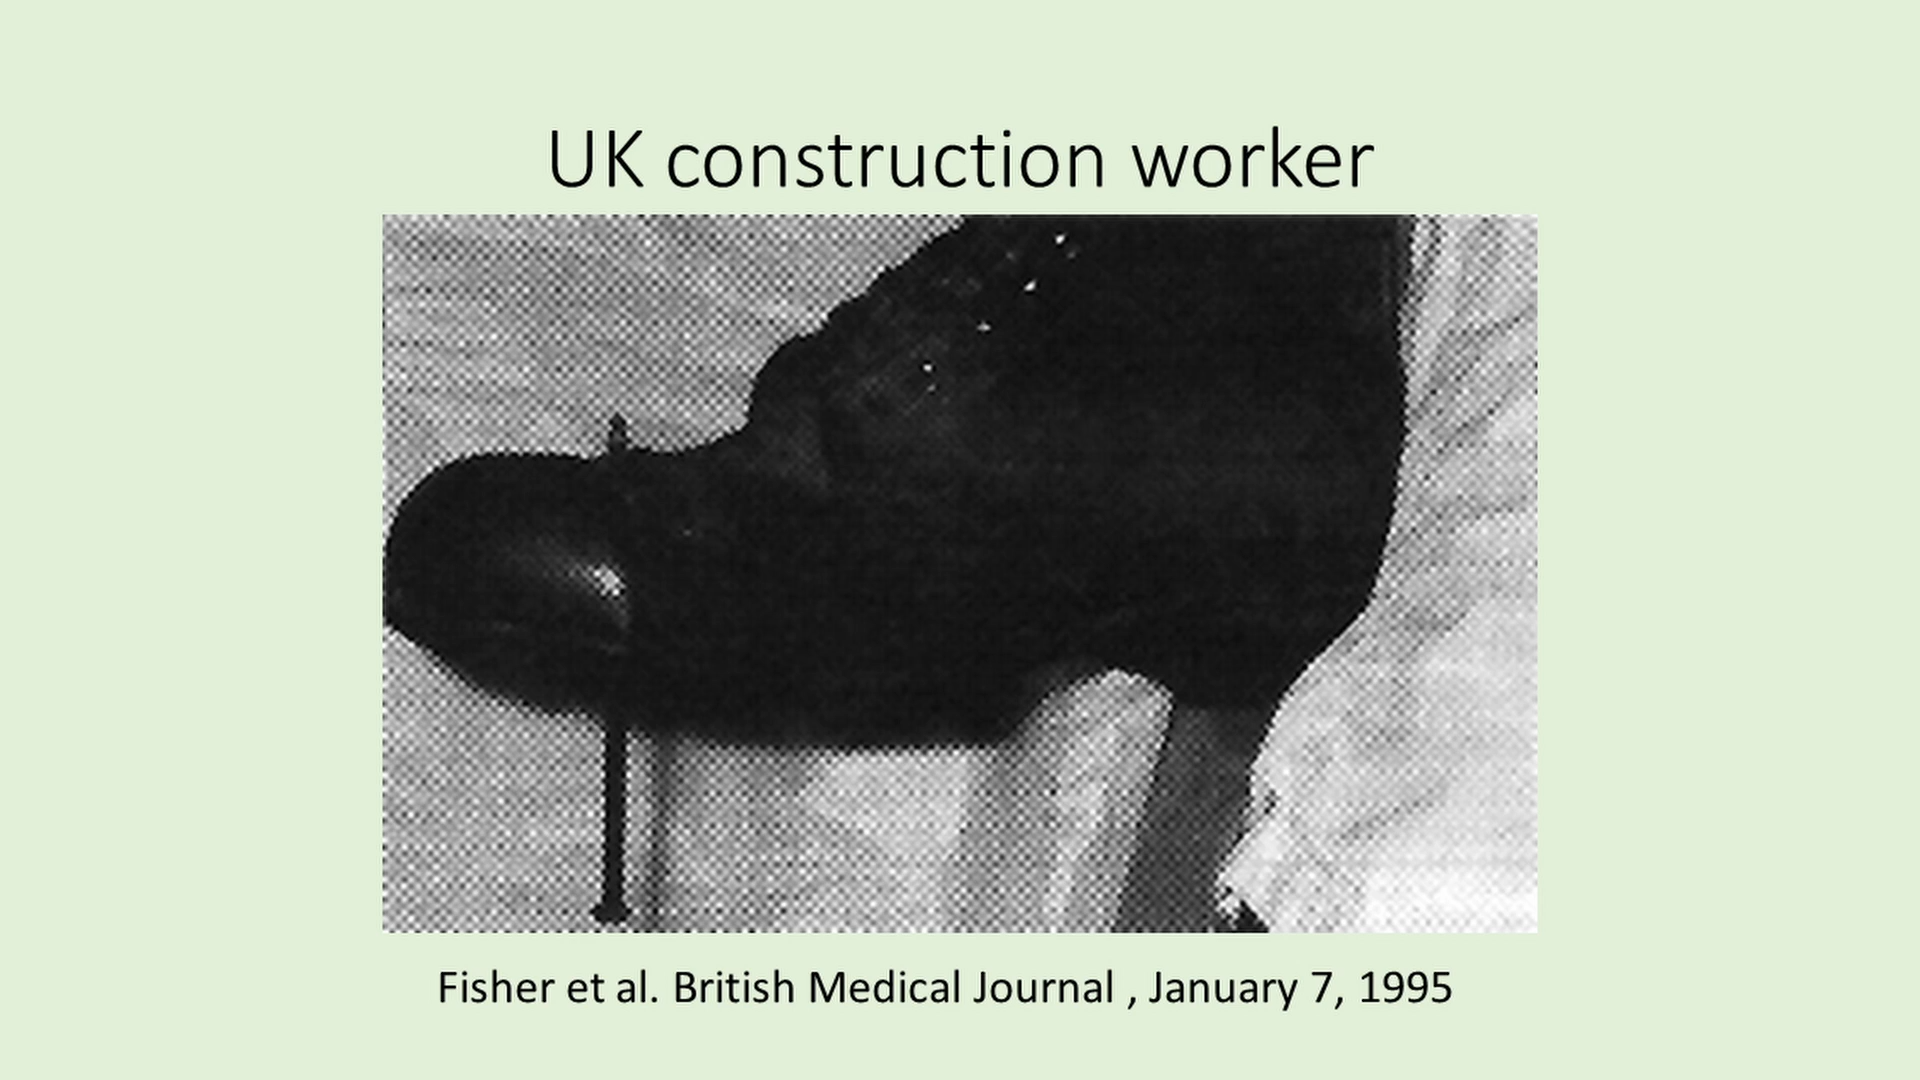 UK construction worker
Fisher et al. British Medical Journal , January 7, 1995